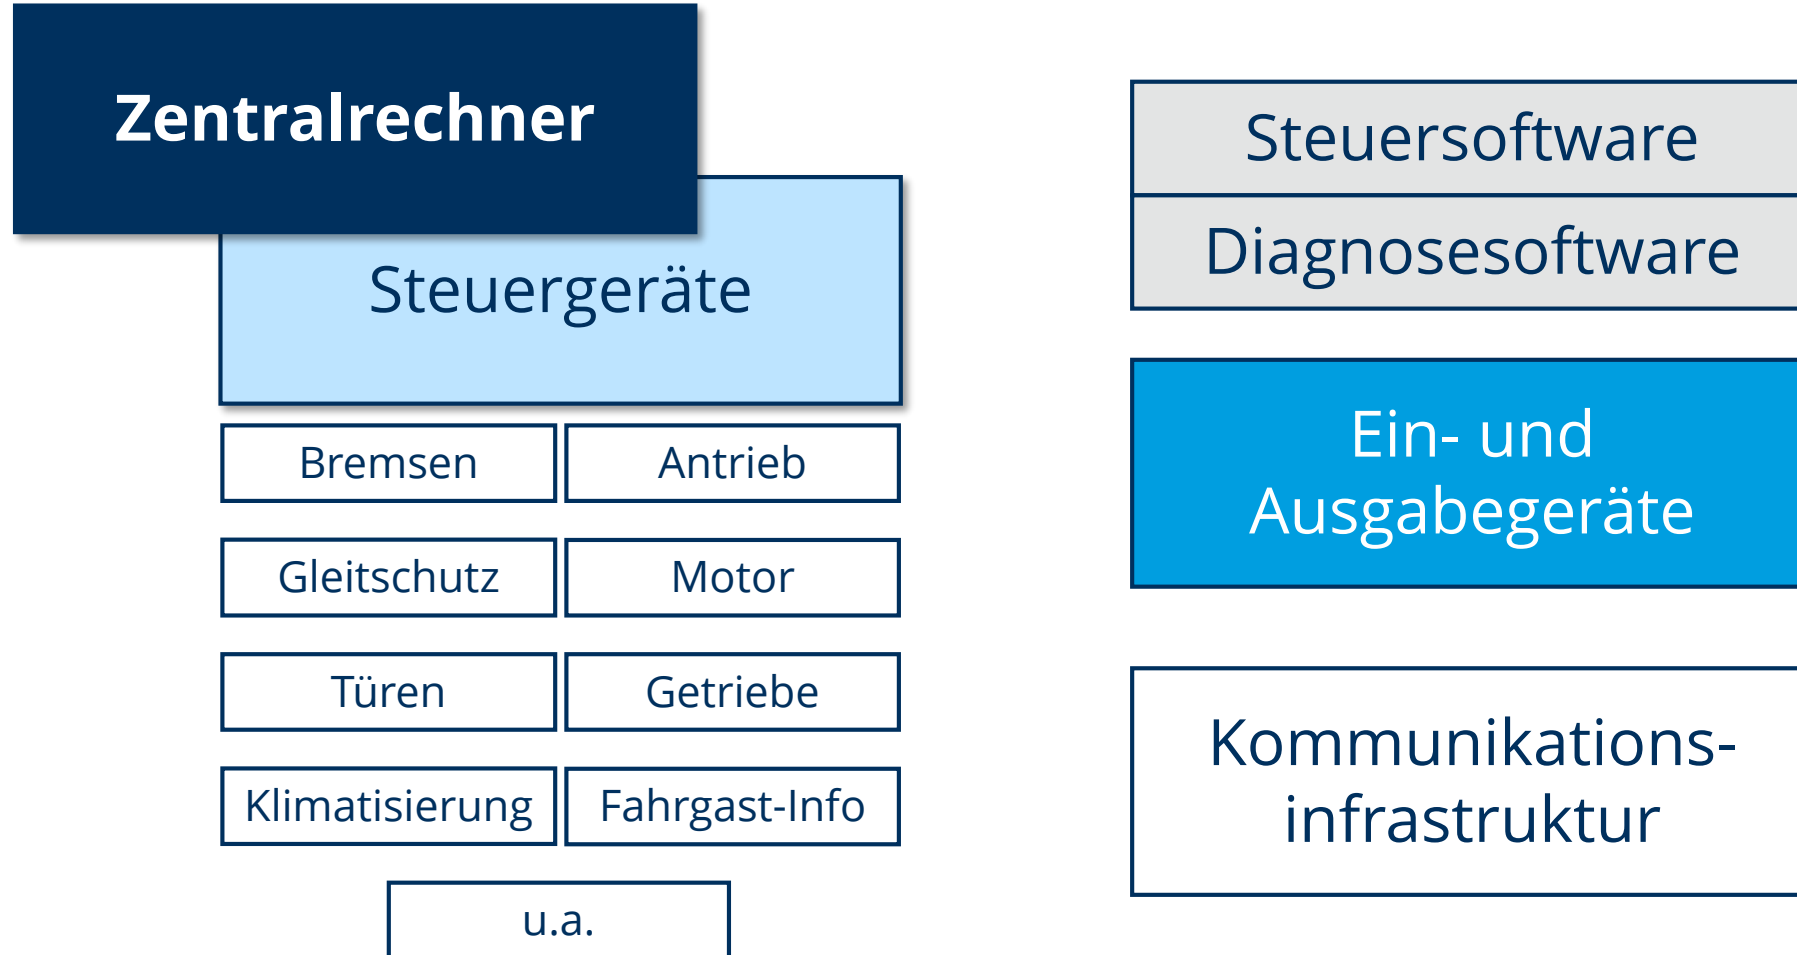 Zentralrechner
Steuergeräte
Bremsen
Antrieb
Gleitschutz
Motor
Türen
Getriebe
Klimatisierung
Fahrgast-Info
u.a.
Steuersoftware
Diagnosesoftware
Ein- und
Ausgabegeräte
Kommunikations-
infrastruktur